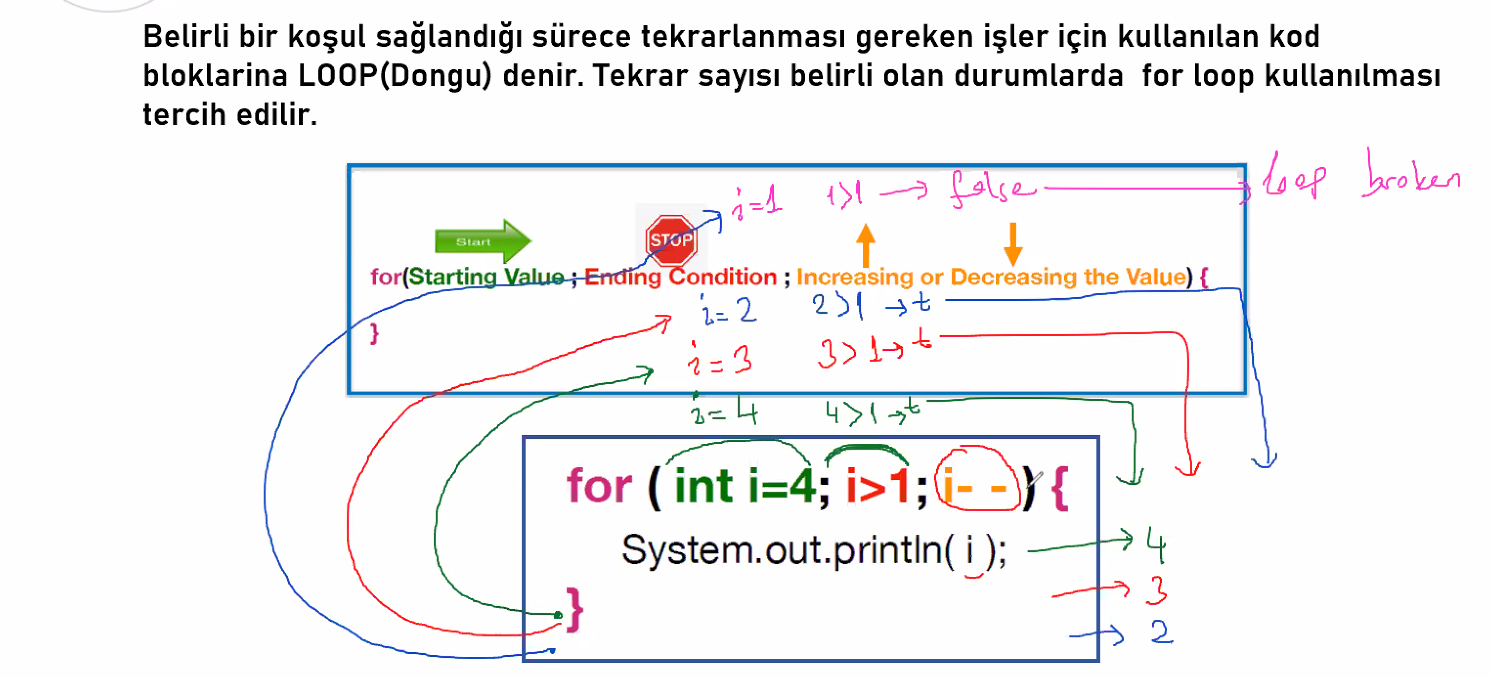 Belirli bir koşul sağlandığı sürece tekrarlanması gereken işler için kullanılan kod
bloklarina LOOP(Dongu) denir. Tekrar sayısı belirli olan durumlarda for loop kullanılması
tercih edilir.
i=1 1>1 → false → loop broken
Start
STOP
for(Starting Value ; Ending Condition ; Increasing or Decreasing the Value) {
i=2 2>1 → t
}
i=3 3>1 → t
i=4 4>1 → t
for ( int i=4; i>1; i- - ) {
System.out.println( i ); → 4
→ 3
}
→ 2